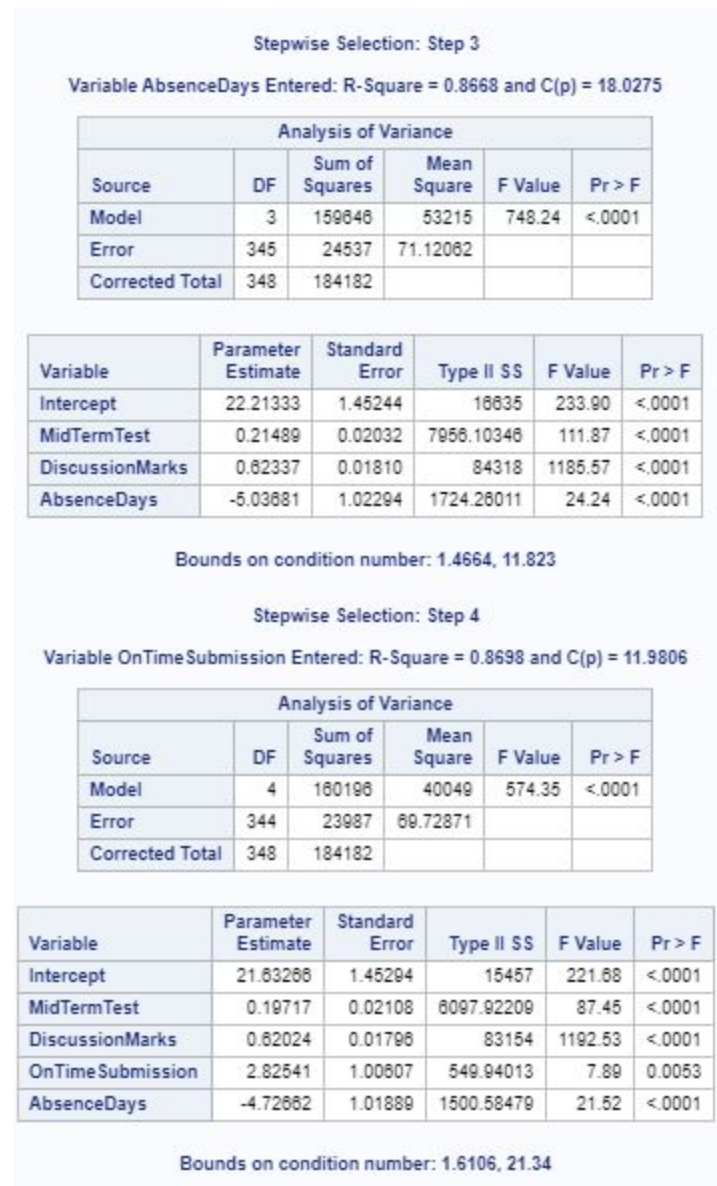 Stepwise Selection: Step 3
Variable AbsenceDays Entered: R-Square = 0.8668 and C(p) = 18.0275
Analysis of Variance
Source DF Sum of Squares Mean Square F Value Pr > F
Model 3 159646 53215 748.24 <.0001
Error 345 24537 71.12062
Corrected Total 348 184182
Variable Parameter Estimate Standard Error Type II SS F Value Pr > F
Intercept 22.21333 1.45244 16635 233.90 <.0001
MidTermTest 0.21489 0.02032 7956.10346 111.87 <.0001
DiscussionMarks 0.62337 0.01810 84318 1185.57 <.0001
AbsenceDays -5.03681 1.02294 1724.26011 24.24 <.0001
Bounds on condition number: 1.4664, 11.823
Stepwise Selection: Step 4
Variable OnTimeSubmission Entered: R-Square = 0.8698 and C(p) = 11.9806
Analysis of Variance
Source DF Sum of Squares Mean Square F Value Pr > F
Model 4 160196 40049 574.35 <.0001
Error 344 23987 69.72871
Corrected Total 348 184182
Variable Parameter Estimate Standard Error Type II SS F Value Pr > F
Intercept 21.63266 1.45294 15457 221.68 <.0001
MidTermTest 0.19717 0.02108 6097.92209 87.45 <.0001
DiscussionMarks 0.62024 0.01796 83154 1192.53 <.0001
OnTimeSubmission 2.82541 1.00607 549.94013 7.89 0.0053
AbsenceDays -4.72662 1.01889 1500.58479 21.52 <.0001
Bounds on condition number: 1.6106, 21.34